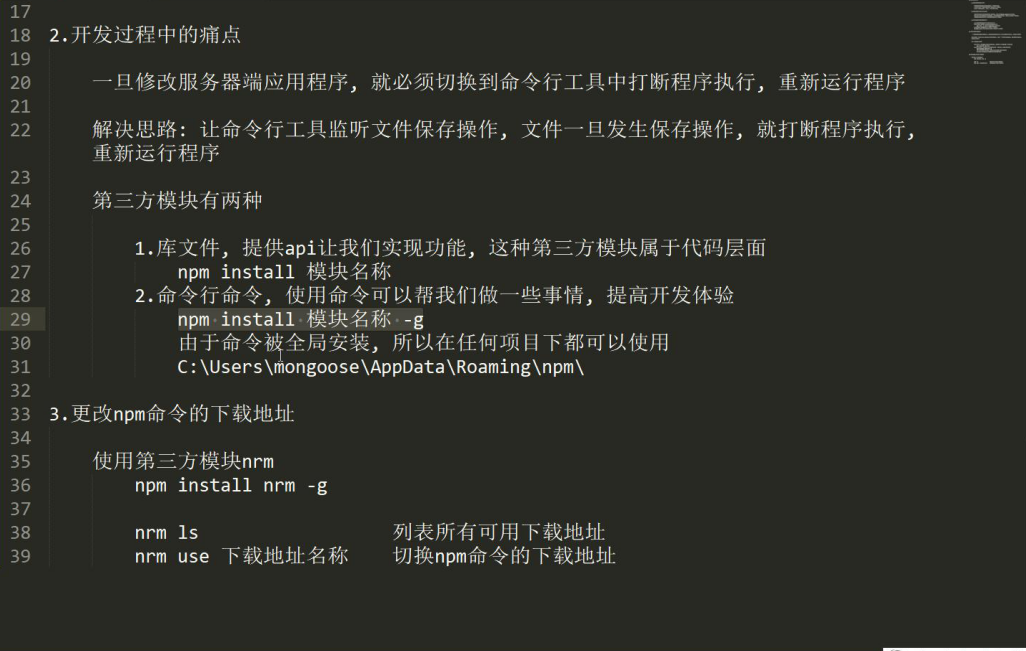 17
18 2.开发过程中的痛点
19
20 一旦修改服务器端应用程序, 就必须切换到命令行工具中打断程序执行, 重新运行程序
21
22 解决思路: 让命令行工具监听文件保存操作, 文件一旦发生保存操作, 就打断程序执行,
重新运行程序
23
24 第三方模块有两种
25
26 1.库文件, 提供api让我们实现功能, 这种第三方模块属于代码层面
27 npm install 模块名称
28 2.命令行命令, 使用命令可以帮我们做一些事情, 提高开发体验
29 npm install 模块名称 -g
30 由于命令被全局安装, 所以在任何项目下都可以使用
31 C:\Users\mongoose\AppData\Roaming\npm\
32
33 3.更改npm命令的下载地址
34
35 使用第三方模块nrm
36 npm install nrm -g
37
38 nrm ls 列表所有可用下载地址
39 nrm use 下载地址名称 切换npm命令的下载地址